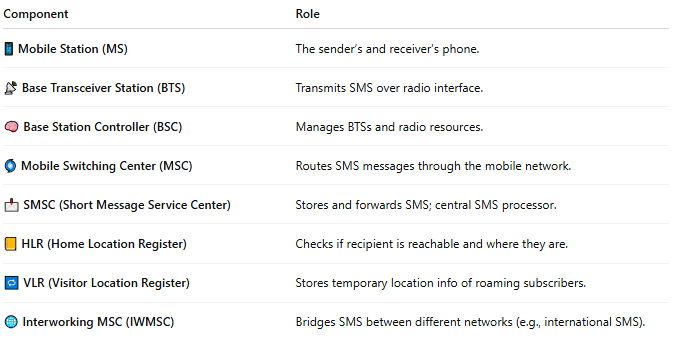 Component Role
Mobile Station (MS) The sender's and receiver's phone.
Base Transceiver Station (BTS) Transmits SMS over radio interface.
Base Station Controller (BSC) Manages BTSs and radio resources.
Mobile Switching Center (MSC) Routes SMS messages through the mobile network.
SMSC (Short Message Service Center) Stores and forwards SMS; central SMS processor.
HLR (Home Location Register) Checks if recipient is reachable and where they are.
VLR (Visitor Location Register) Stores temporary location info of roaming subscribers.
Interworking MSC (IWMSC) Bridges SMS between different networks (e.g., international SMS).